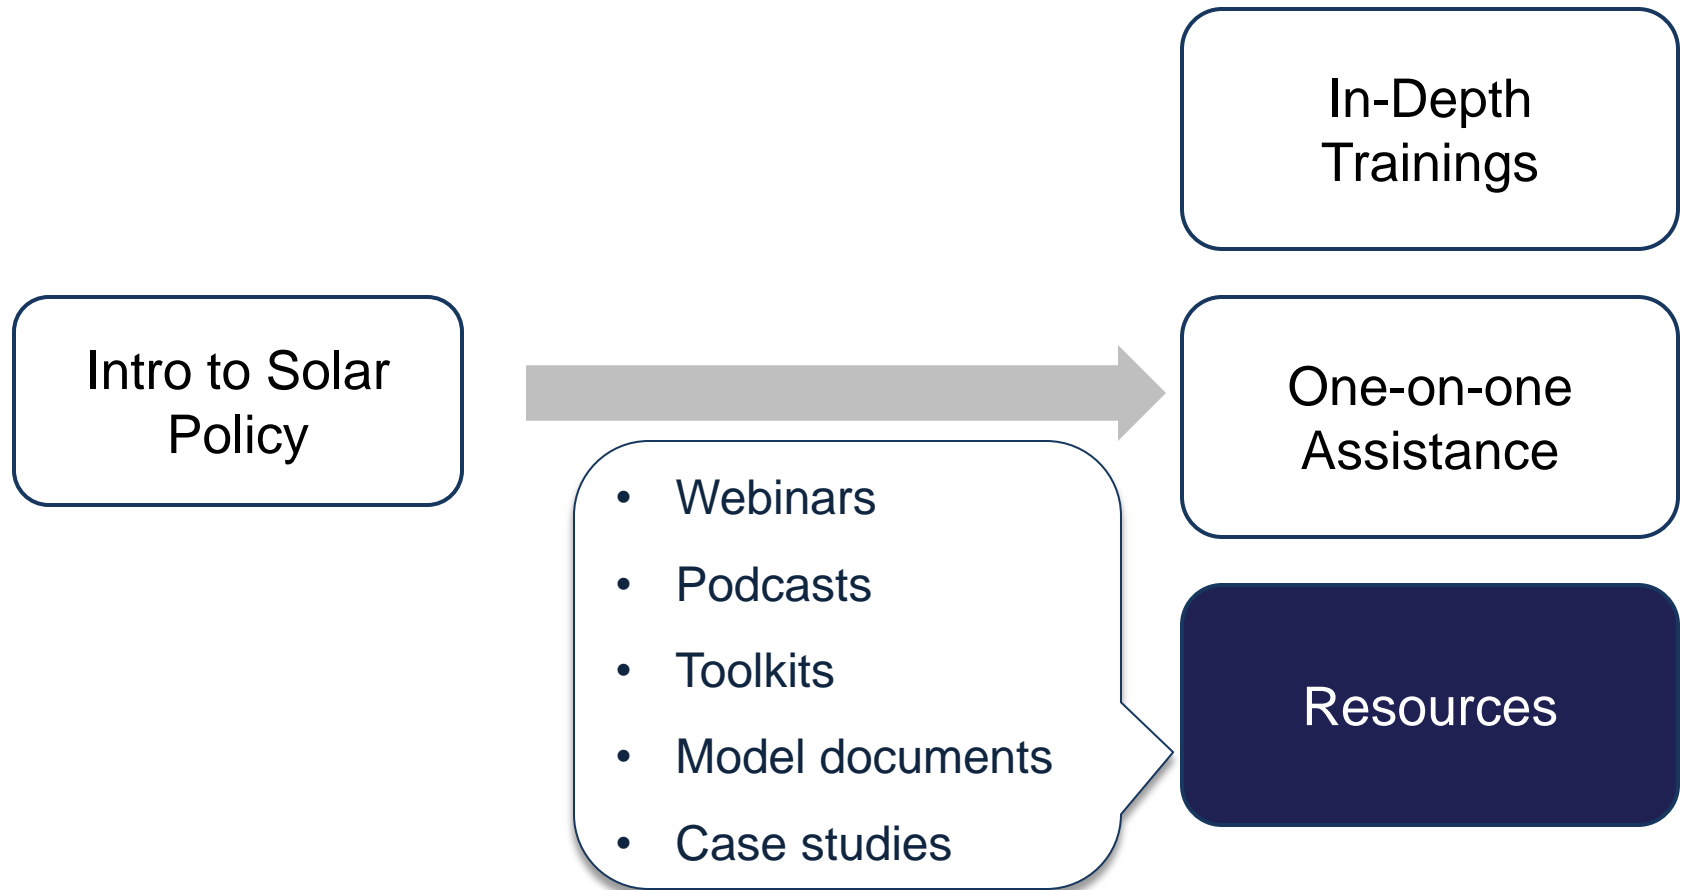 Intro to Solar
Policy
In-Depth
Trainings
One-on-one
Assistance
Resources
• Webinars
• Podcasts
• Toolkits
• Model documents
• Case studies